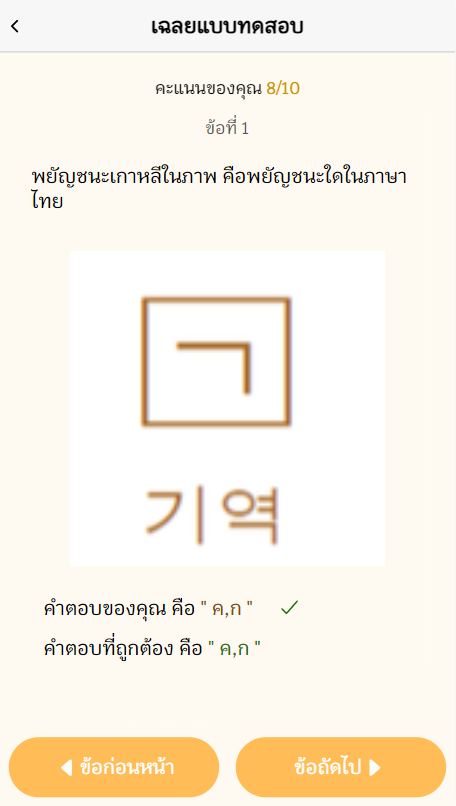 เฉลยแบบทดสอบ
คะแนนของคุณ 8/10
ข้อที่ 1
พยัญชนะเกาหลีในภาพ คือพยัญชนะใดในภาษา
ไทย
ㄱ
기역
คำตอบของคุณ คือ " ค,ก "
คำตอบที่ถูกต้อง คือ " ค,ก "
ข้อก่อนหน้า ข้อถัดไป